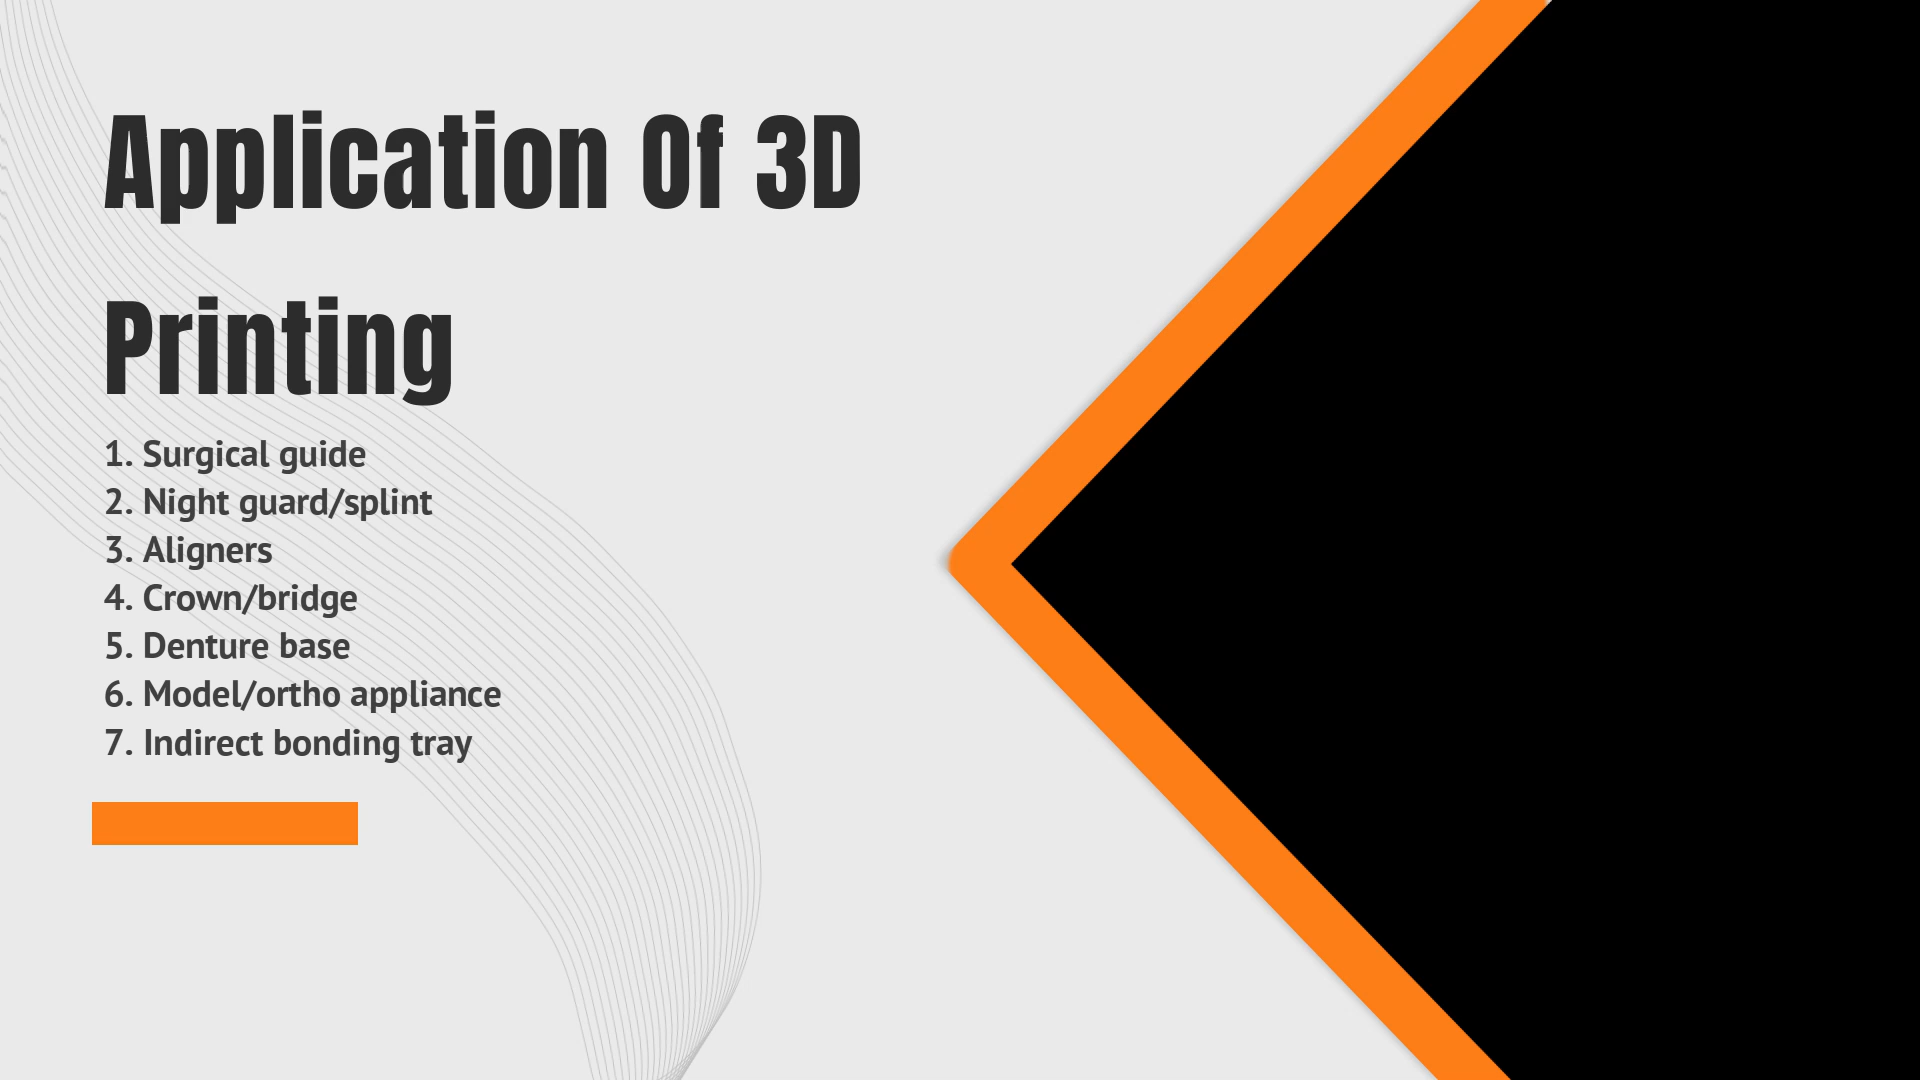 Application Of 3D
Printing
1. Surgical guide
2. Night guard/splint
3. Aligners
4. Crown/bridge
5. Denture base
6. Model/ortho appliance
7. Indirect bonding tray